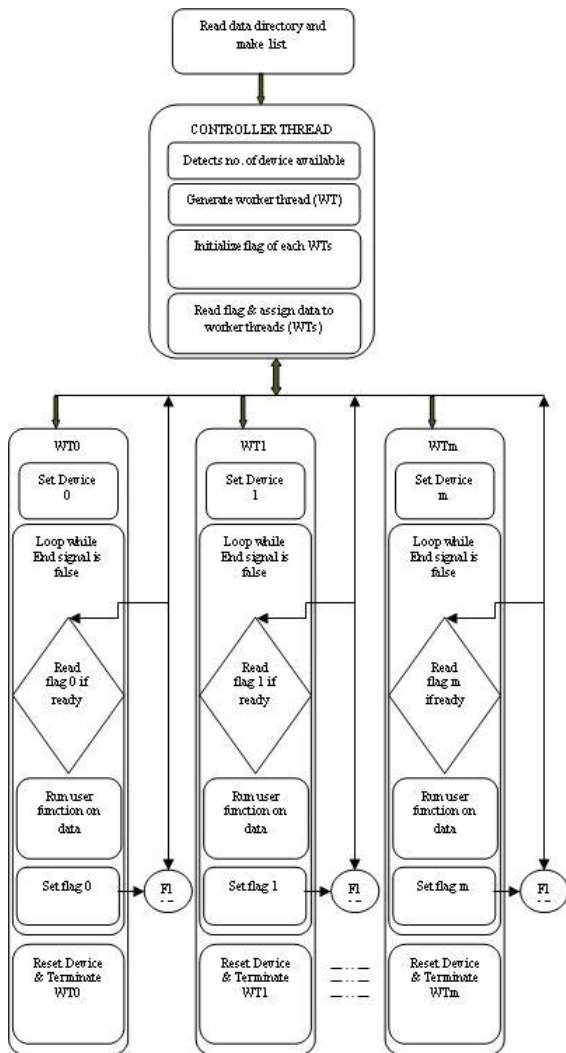 Read data directory and
make list
CONTROLLER THREAD
Detects no. of device available
Generate worker thread (WT)
Initialize flag of each WTs
Read flag & assign data to
worker threads (WTs)
WT0
Set Device
0
Loop while
End signal is
false
Read
flag 0 if
ready
Run user
function on
data
Set flag 0
Fl
Reset Device
& Terminate
WT0
WT1
Set Device
1
Loop while
End signal is
false
Read
flag 1 if
ready
Run user
function on
data
Set flag 1
Fl
Reset Device
& Terminate
WT1
WTm
Set Device
m
Loop while
End signal is
false
Read
flag m
if ready
Run user
function on
data
Set flag m
Fl
Reset Device
& Terminate
WTm